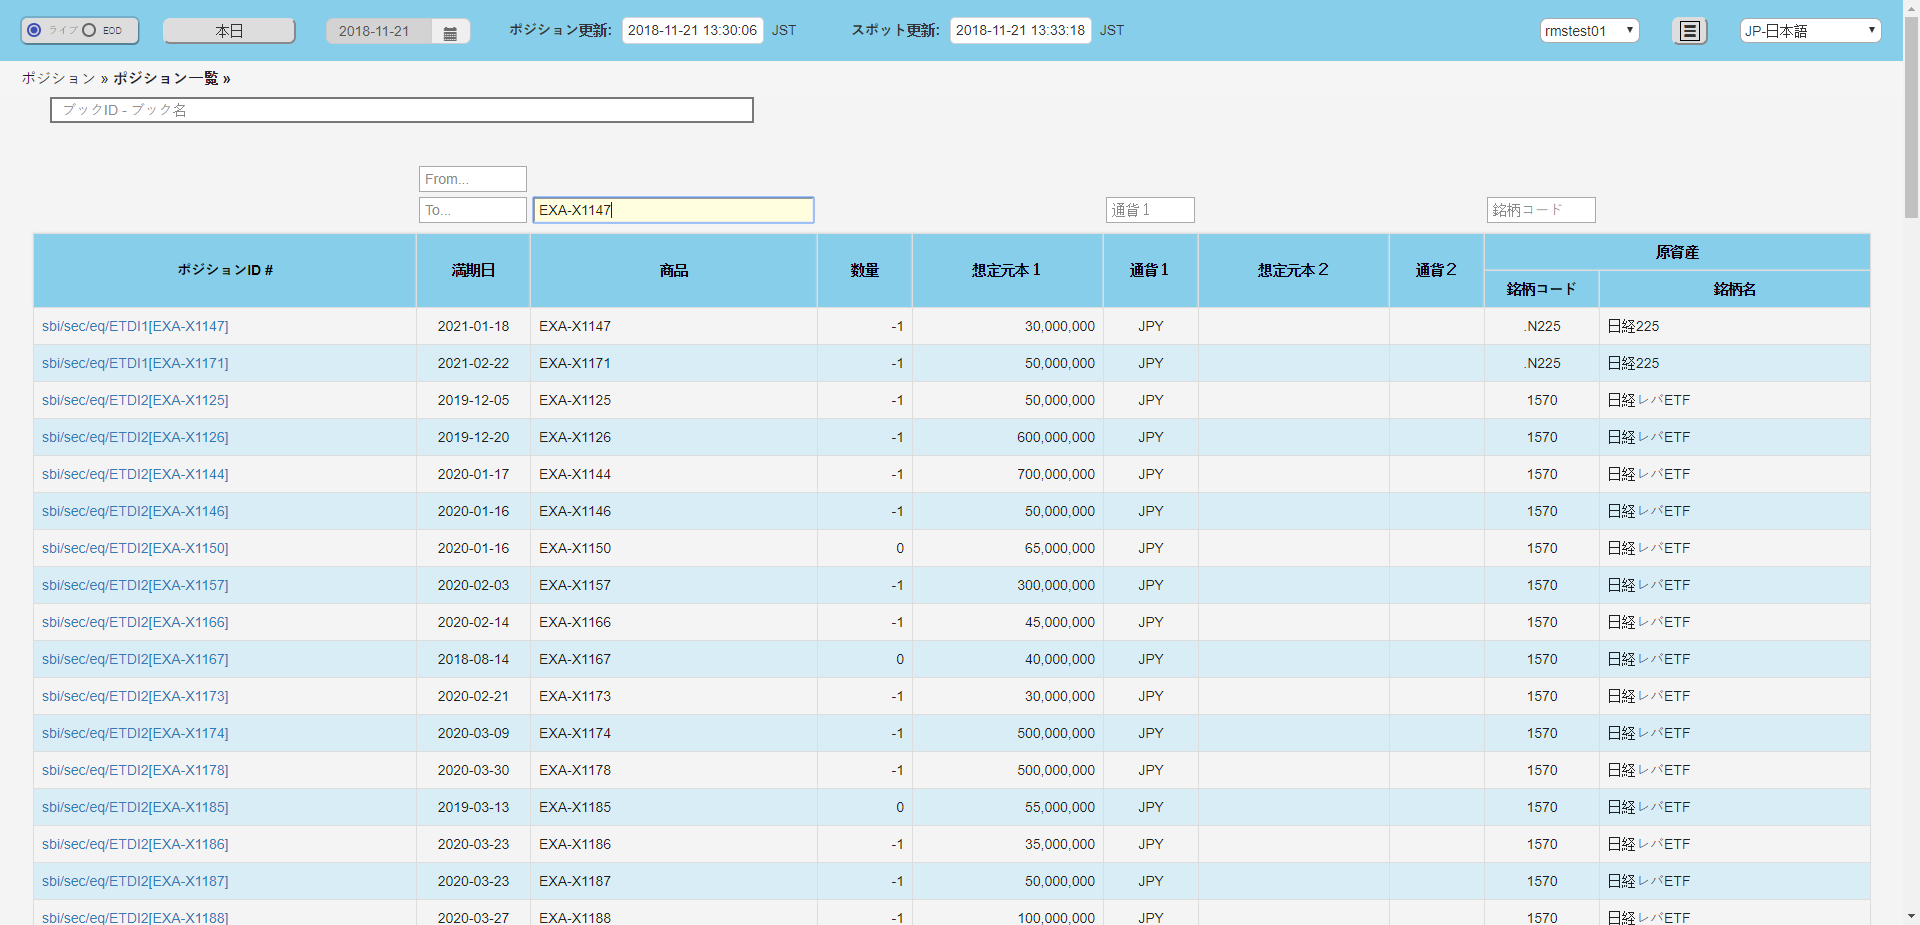 ライブ EOD 本日 2018-11-21 ポジション更新: 2018-11-21 13:30:06 JST スポット更新: 2018-11-21 13:33:18 JST rmstest01 JP-日本語
ポジション » ポジション一覧 »
ブックID - ブック名
From...
To... EXA-X1147 通貨１ 銘柄コード
ポジションID # 満期日 商品 数量 想定元本１ 通貨１ 想定元本２ 通貨２ 原資産
銘柄コード 銘柄名
sbi/sec/eq/ETDI1[EXA-X1147] 2021-01-18 EXA-X1147 -1 30,000,000 JPY .N225 日経225
sbi/sec/eq/ETDI1[EXA-X1171] 2021-02-22 EXA-X1171 -1 50,000,000 JPY .N225 日経225
sbi/sec/eq/ETDI2[EXA-X1125] 2019-12-05 EXA-X1125 -1 50,000,000 JPY 1570 日経レバETF
sbi/sec/eq/ETDI2[EXA-X1126] 2019-12-20 EXA-X1126 -1 600,000,000 JPY 1570 日経レバETF
sbi/sec/eq/ETDI2[EXA-X1144] 2020-01-17 EXA-X1144 -1 700,000,000 JPY 1570 日経レバETF
sbi/sec/eq/ETDI2[EXA-X1146] 2020-01-16 EXA-X1146 -1 50,000,000 JPY 1570 日経レバETF
sbi/sec/eq/ETDI2[EXA-X1150] 2020-01-16 EXA-X1150 0 65,000,000 JPY 1570 日経レバETF
sbi/sec/eq/ETDI2[EXA-X1157] 2020-02-03 EXA-X1157 -1 300,000,000 JPY 1570 日経レバETF
sbi/sec/eq/ETDI2[EXA-X1166] 2020-02-14 EXA-X1166 -1 45,000,000 JPY 1570 日経レバETF
sbi/sec/eq/ETDI2[EXA-X1167] 2018-08-14 EXA-X1167 0 40,000,000 JPY 1570 日経レバETF
sbi/sec/eq/ETDI2[EXA-X1173] 2020-02-21 EXA-X1173 -1 30,000,000 JPY 1570 日経レバETF
sbi/sec/eq/ETDI2[EXA-X1174] 2020-03-09 EXA-X1174 -1 500,000,000 JPY 1570 日経レバETF
sbi/sec/eq/ETDI2[EXA-X1178] 2020-03-30 EXA-X1178 -1 500,000,000 JPY 1570 日経レバETF
sbi/sec/eq/ETDI2[EXA-X1185] 2019-03-13 EXA-X1185 0 55,000,000 JPY 1570 日経レバETF
sbi/sec/eq/ETDI2[EXA-X1186] 2020-03-23 EXA-X1186 -1 35,000,000 JPY 1570 日経レバETF
sbi/sec/eq/ETDI2[EXA-X1187] 2020-03-23 EXA-X1187 -1 50,000,000 JPY 1570 日経レバETF
sbi/sec/eq/ETDI2[EXA-X1188] 2020-03-27 EXA-X1188 -1 100,000,000 JPY 1570 日経レバETF